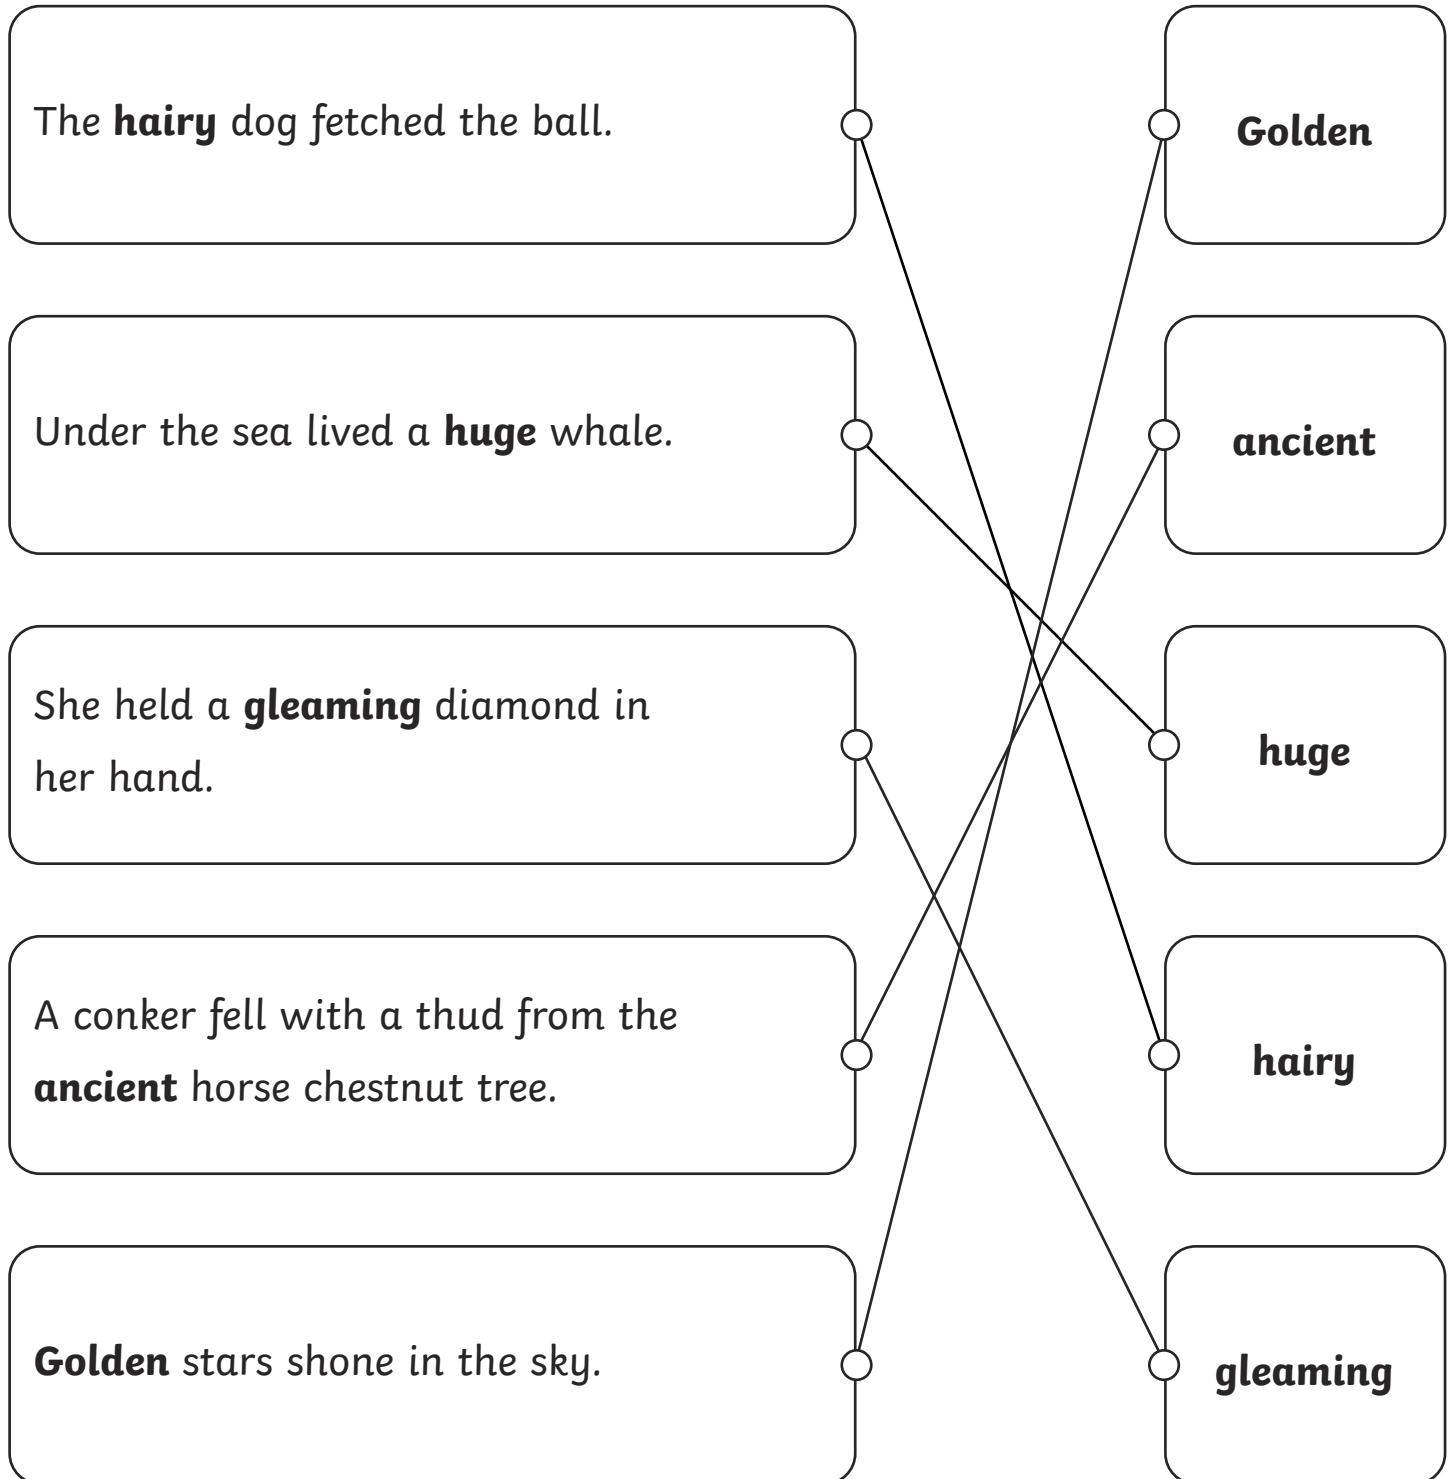 The hairy dog fetched the ball.
Golden
Under the sea lived a huge whale.
ancient
She held a gleaming diamond in
her hand.
huge
A conker fell with a thud from the
ancient horse chestnut tree.
hairy
Golden stars shone in the sky.
gleaming